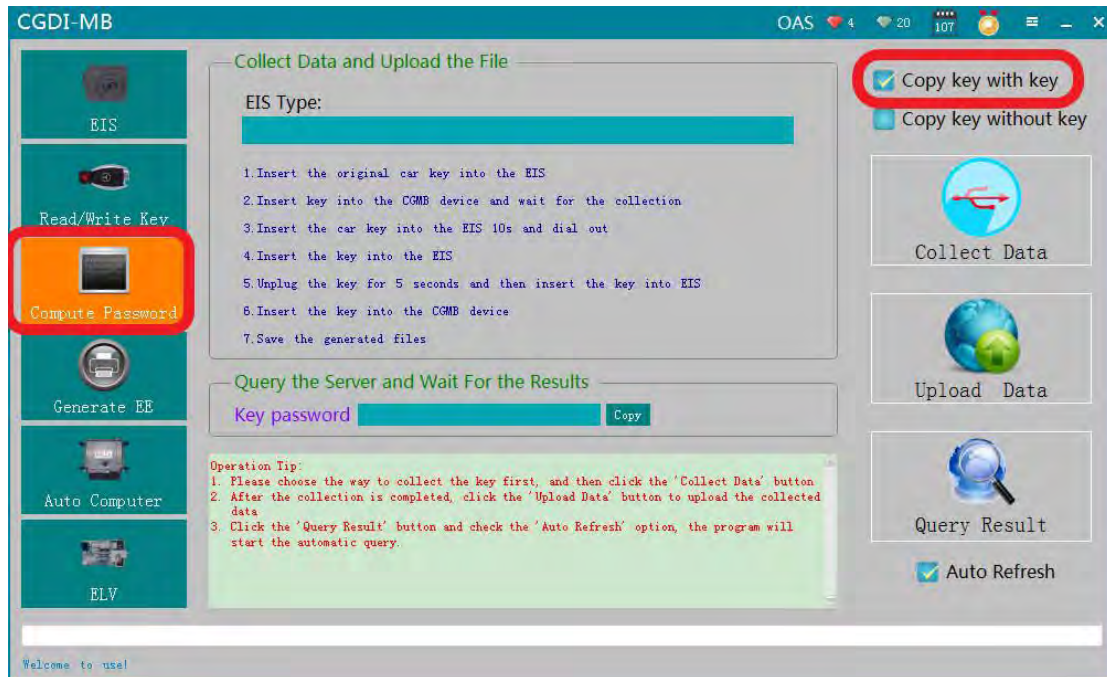 CGDI-MB
OAS 4 20 107
EIS
Read/Write Key
Compute Password
Generate EE
Auto Computer
ELV
Collect Data and Upload the File
EIS Type:
1.Insert the original car key into the EIS
2.Insert key into the CGMB device and wait for the collection
3.Insert the car key into the EIS 10s and dial out
4.Insert the key into the EIS
5.Unplug the key for 5 seconds and then insert the key into EIS
6.Insert the key into the CGMB device
7.Save the generated files
Query the Server and Wait For the Results
Key password Copy
Operation Tip:
1. Please choose the way to collect the key first, and then click the 'Collect Data' button
2. After the collection is completed, click the 'Upload Data' button to upload the collected
data
3. Click the 'Query Result' button and check the 'Auto Refresh' option, the program will
start the automatic query.
Copy key with key
Copy key without key
Collect Data
Upload Data
Query Result
Auto Refresh
Welcome to use!